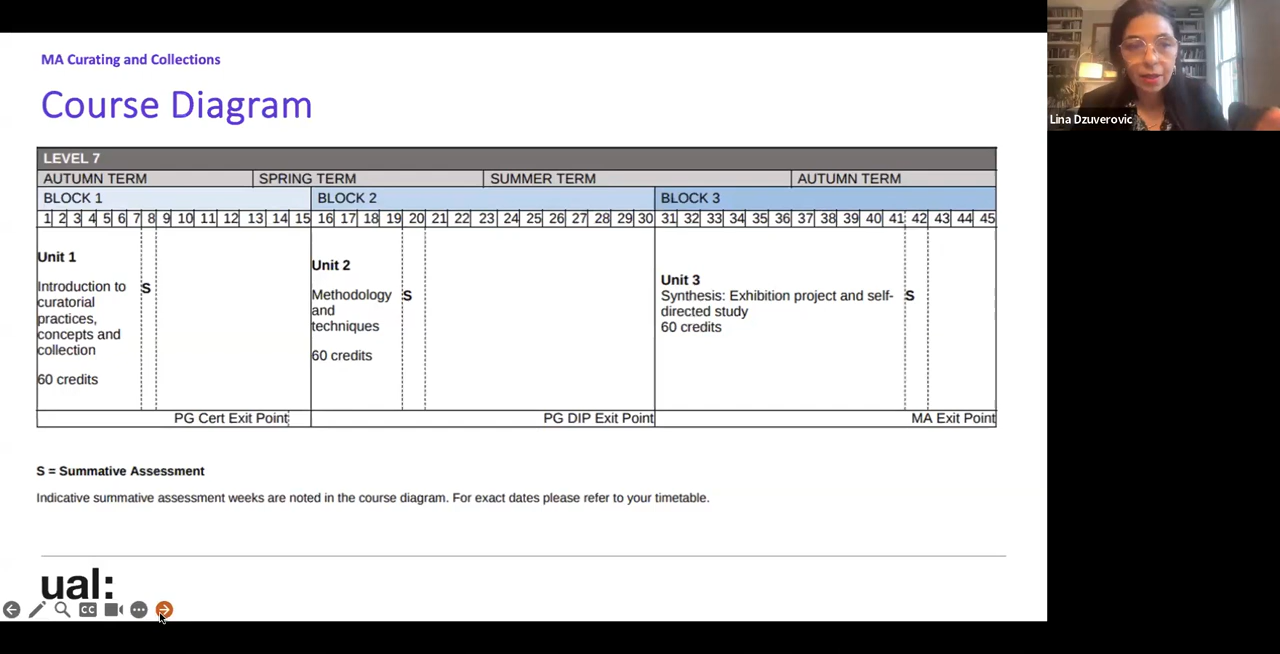 MA Curating and Collections
Course Diagram
Lina Dzuverovic
LEVEL 7
AUTUMN TERM SPRING TERM SUMMER TERM AUTUMN TERM
BLOCK 1 BLOCK 2 BLOCK 3
1 2 3 4 5 6 7 8 9 10 11 12 13 14 15 16 17 18 19 20 21 22 23 24 25 26 27 28 29 30 31 32 33 34 35 36 37 38 39 40 41 42 43 44 45
Unit 1
Introduction to
curatorial
practices,
concepts and
collection
60 credits
S
Unit 2
Methodology
and
techniques
60 credits
S
Unit 3
Synthesis: Exhibition project and self-
directed study
60 credits
S
PG Cert Exit Point PG DIP Exit Point MA Exit Point
S = Summative Assessment
Indicative summative assessment weeks are noted in the course diagram. For exact dates please refer to your timetable.
ual:
CC